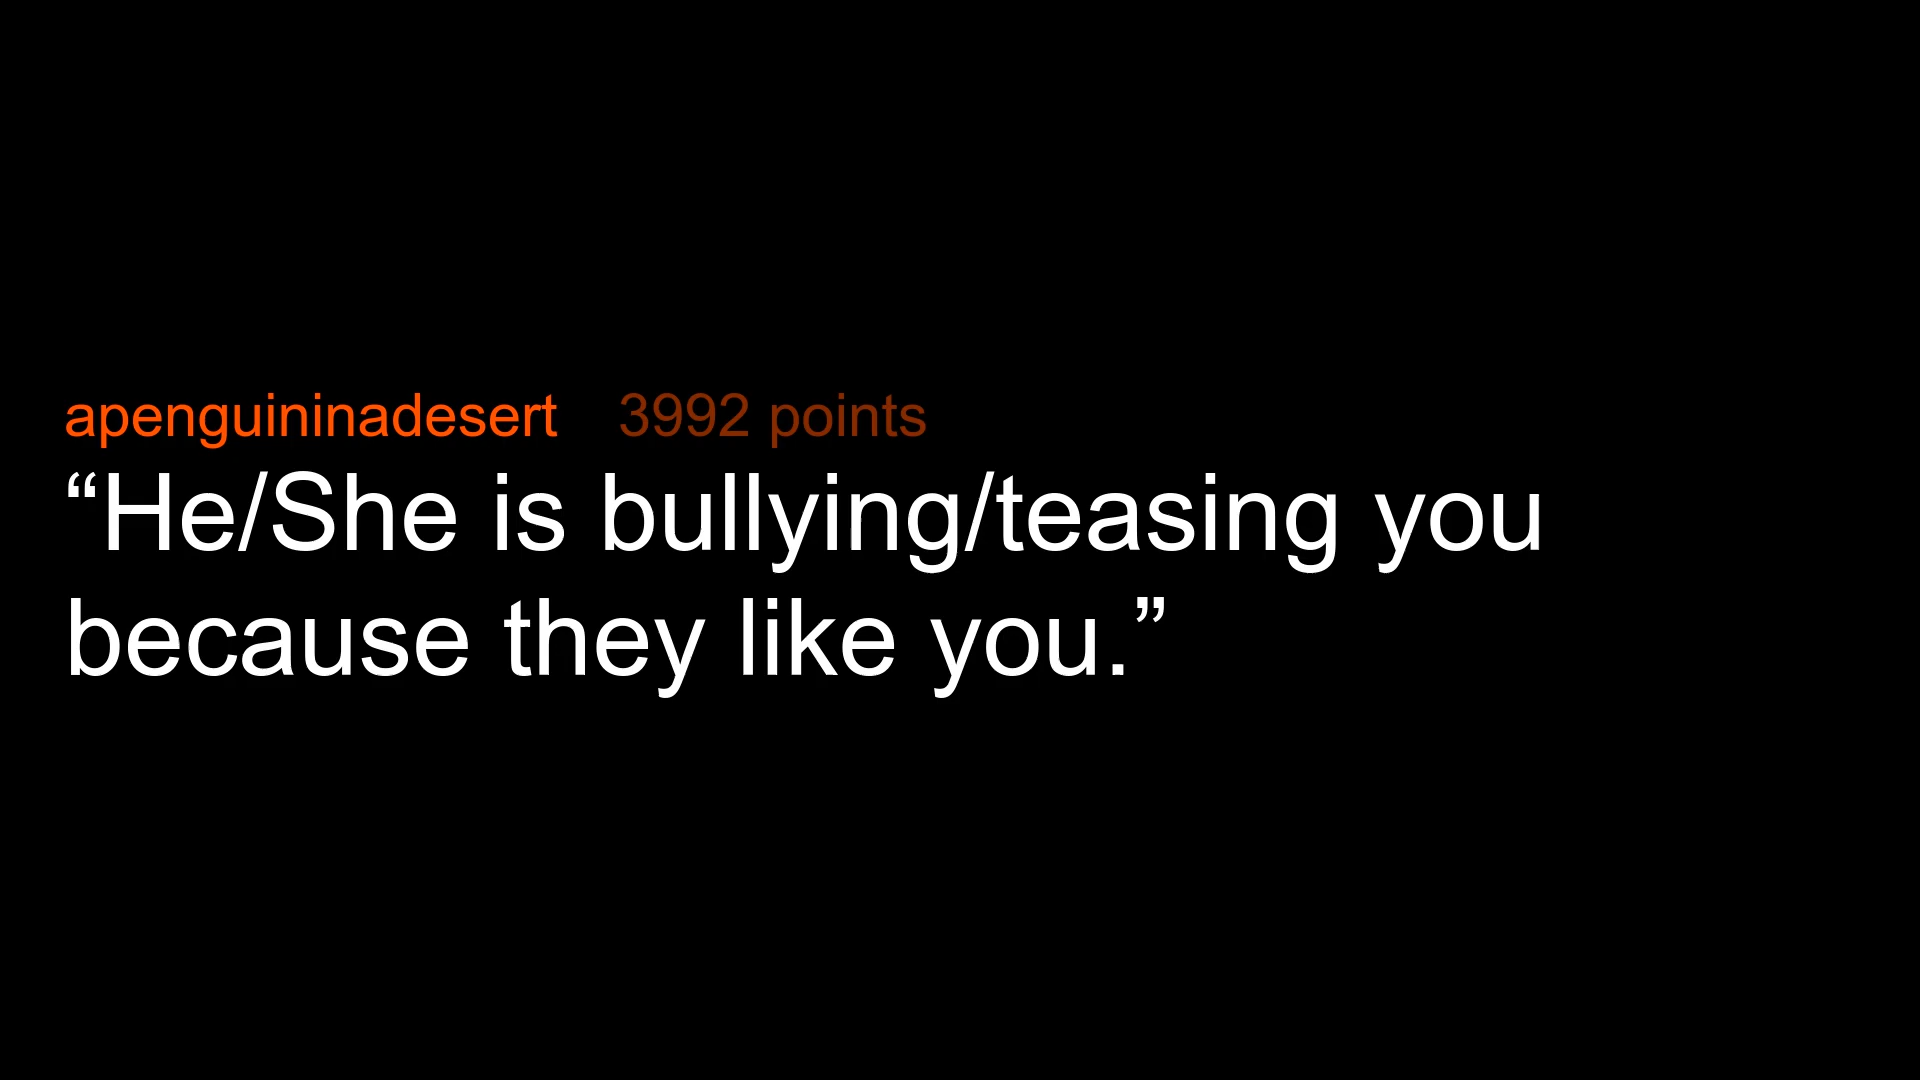 apenguininadesert 3992 points
“He/She is bullying/teasing you
because they like you.”